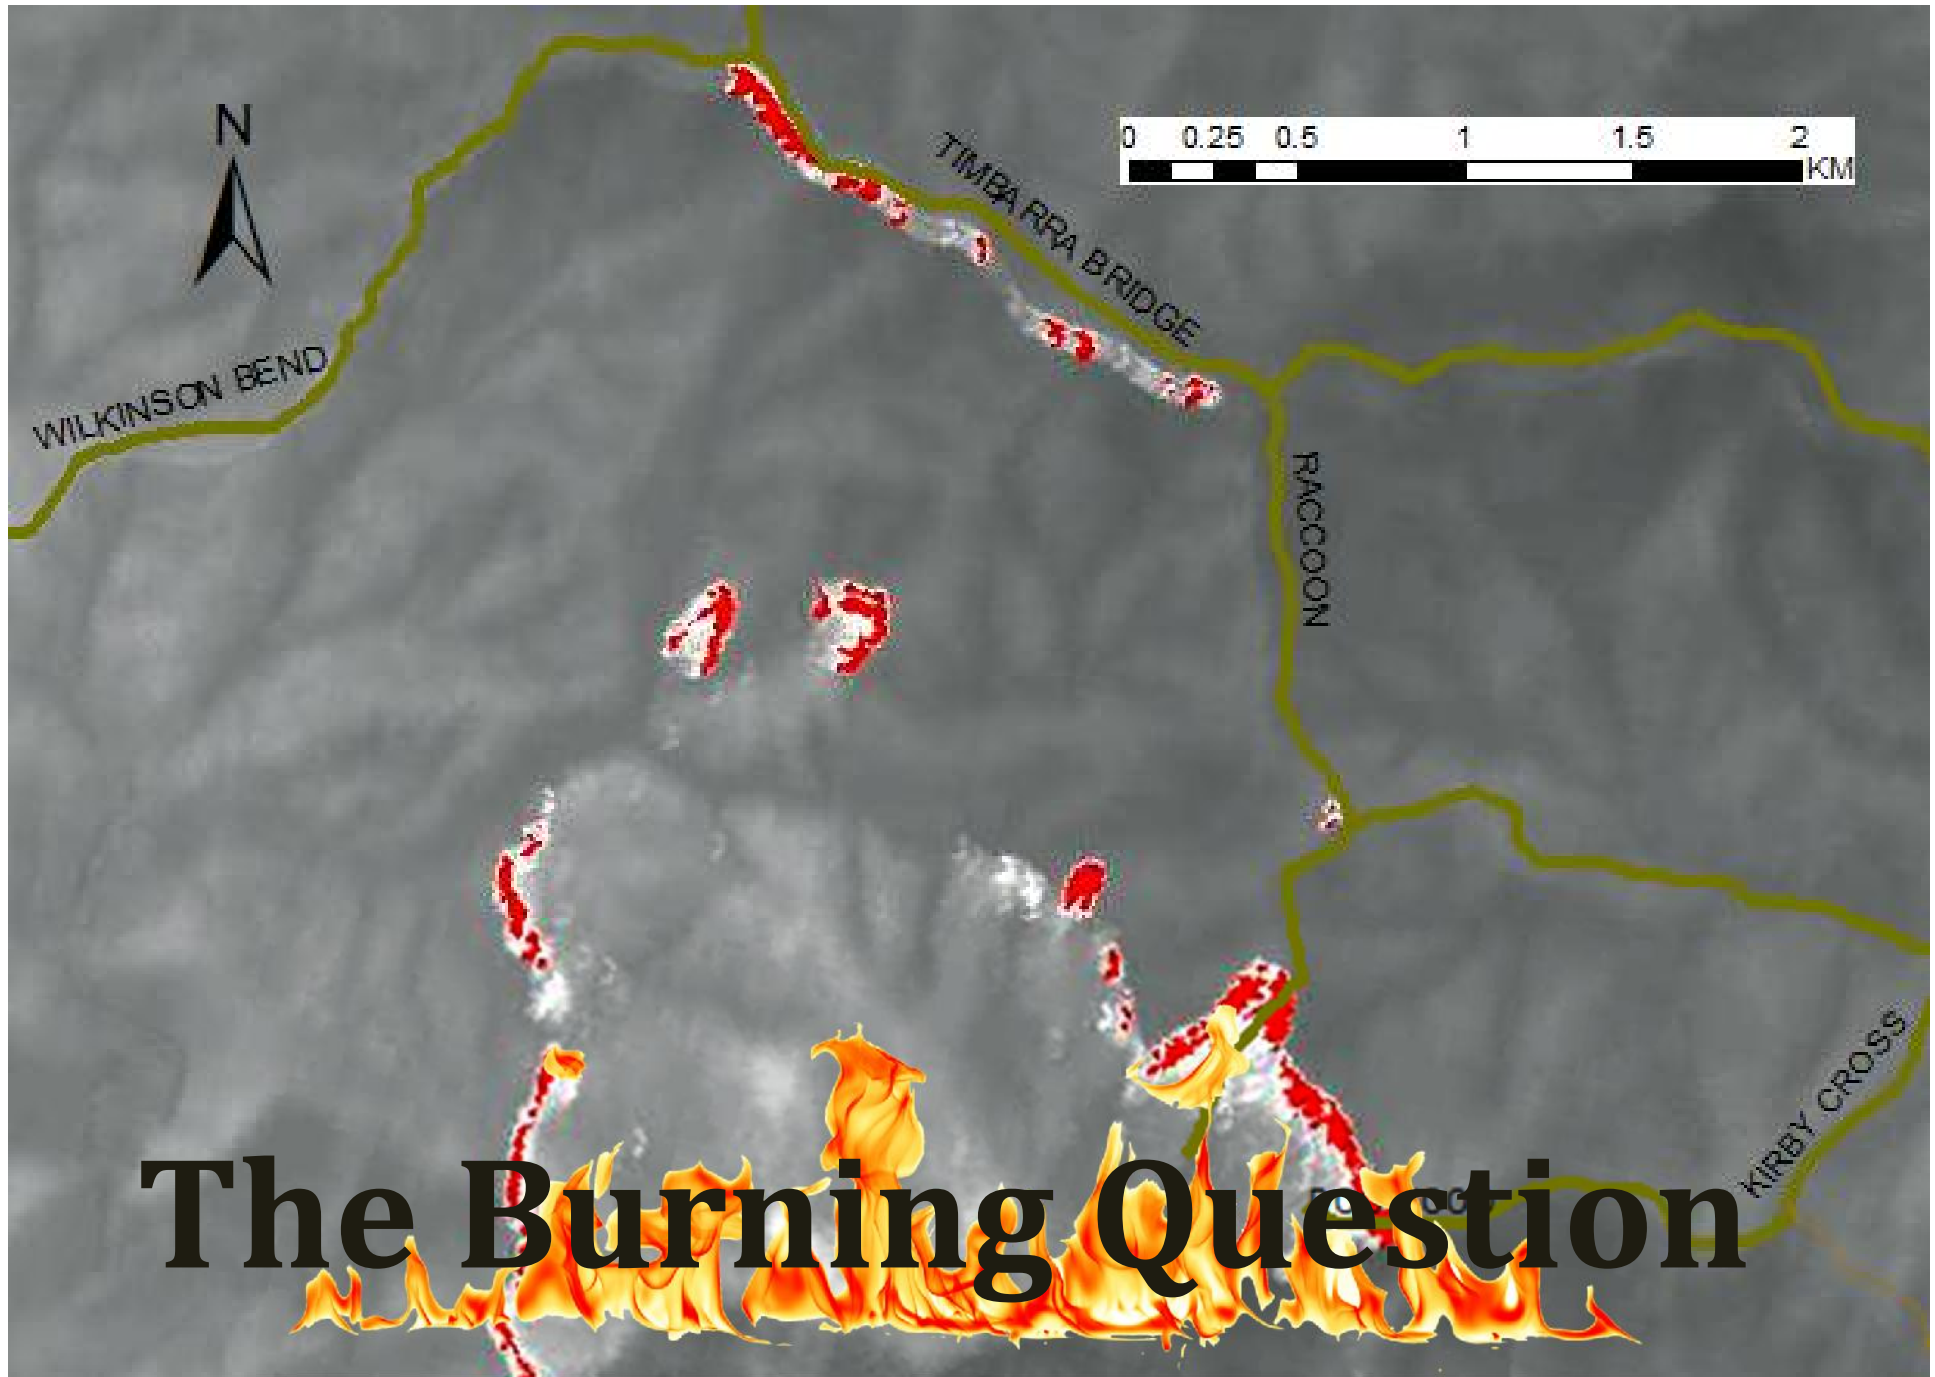 N
0 0.25 0.5 1 1.5 2
KM
TIMBARRA BRIDGE
WILKINSON BEND
RACCOON
KIRBY CROSS
The Burning Question